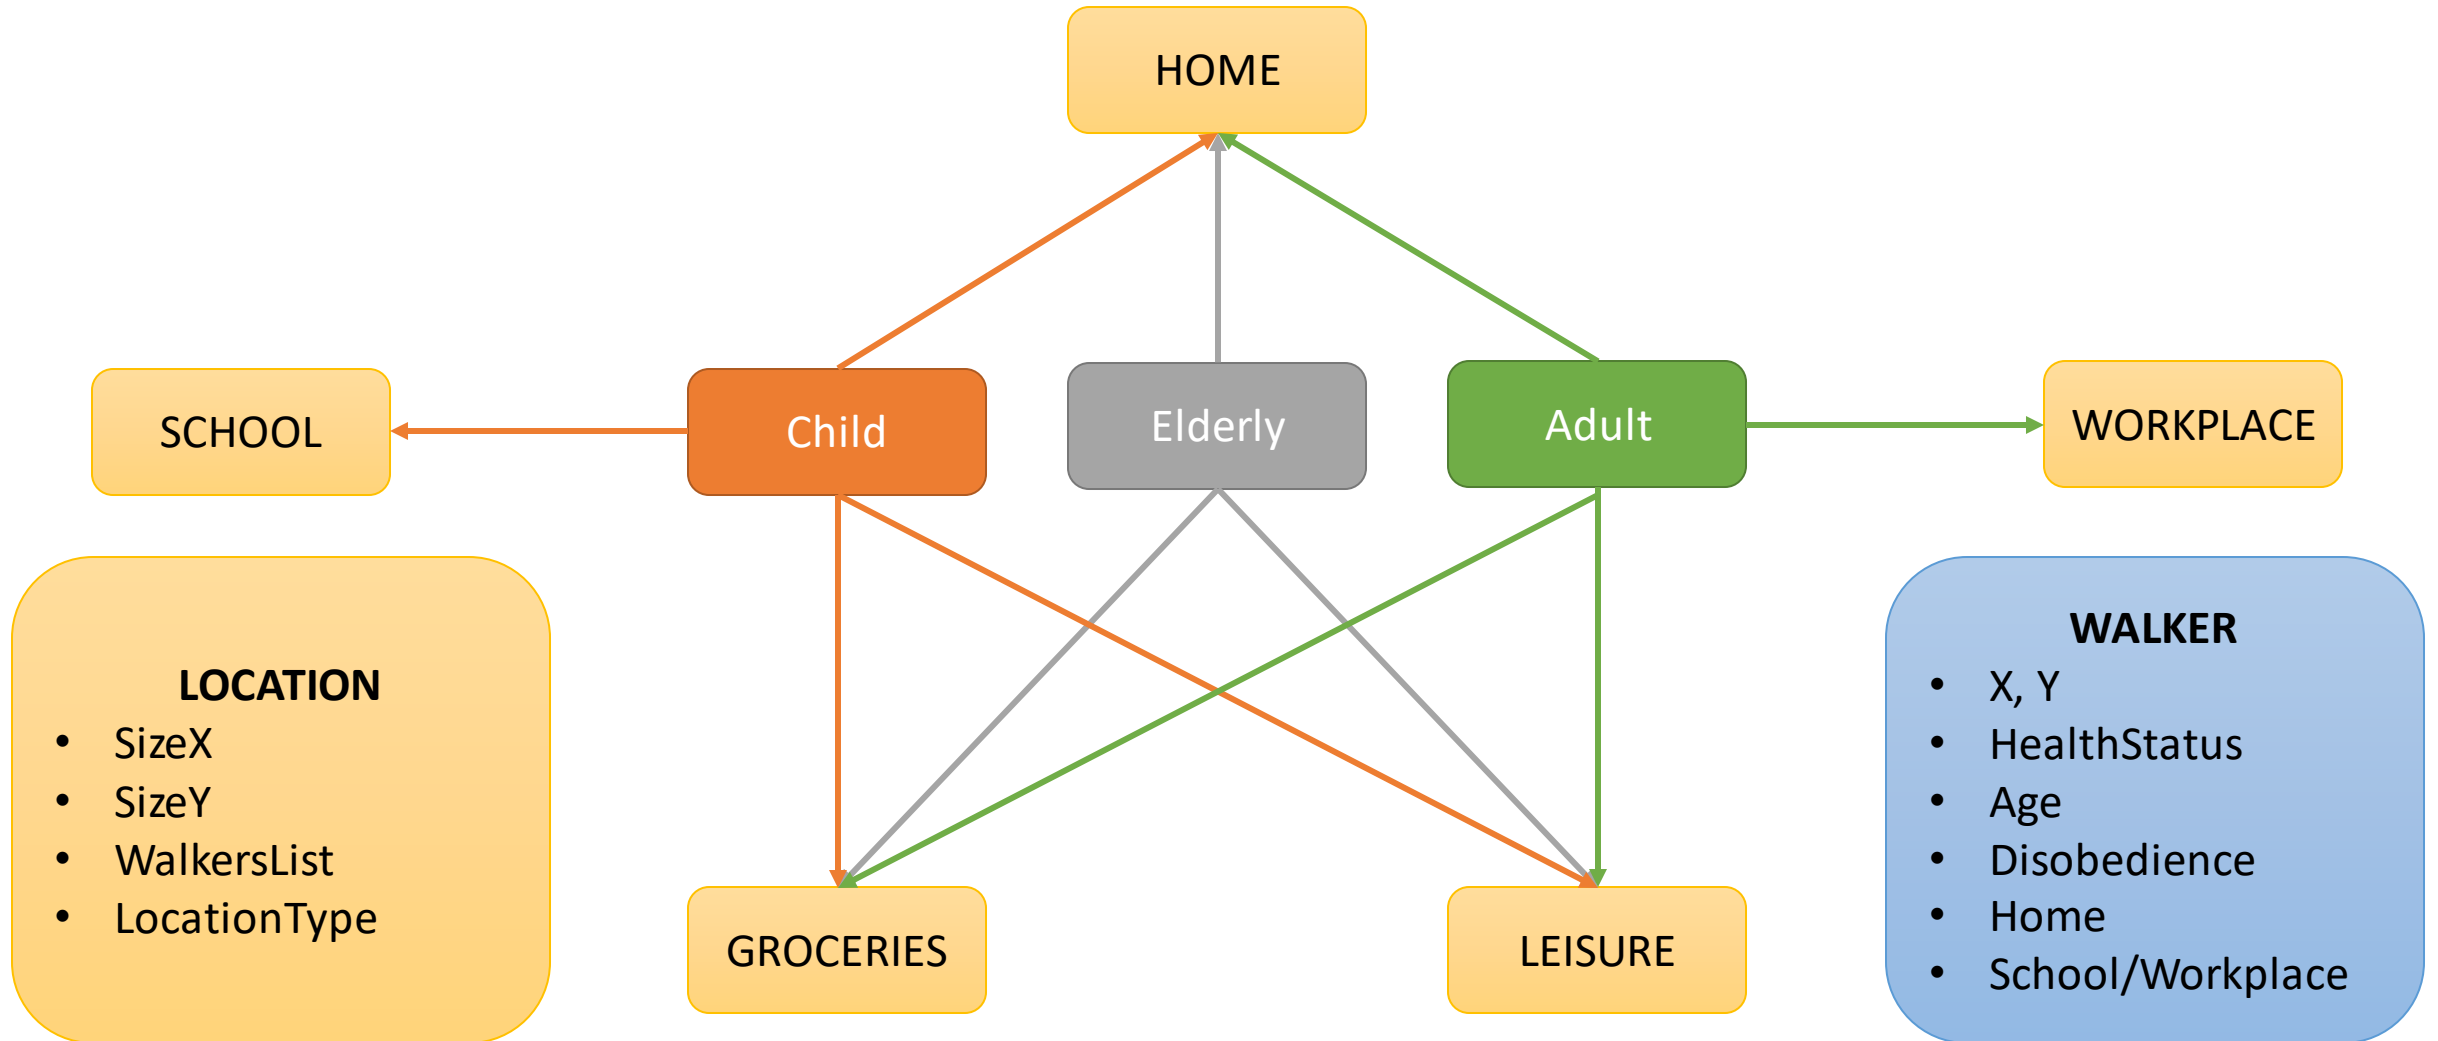 HOME
SCHOOL
Child
Elderly
Adult
WORKPLACE
LOCATION
• SizeX
• SizeY
• WalkersList
• LocationType
GROCERIES
LEISURE
WALKER
• X, Y
• HealthStatus
• Age
• Disobedience
• Home
• School/Workplace